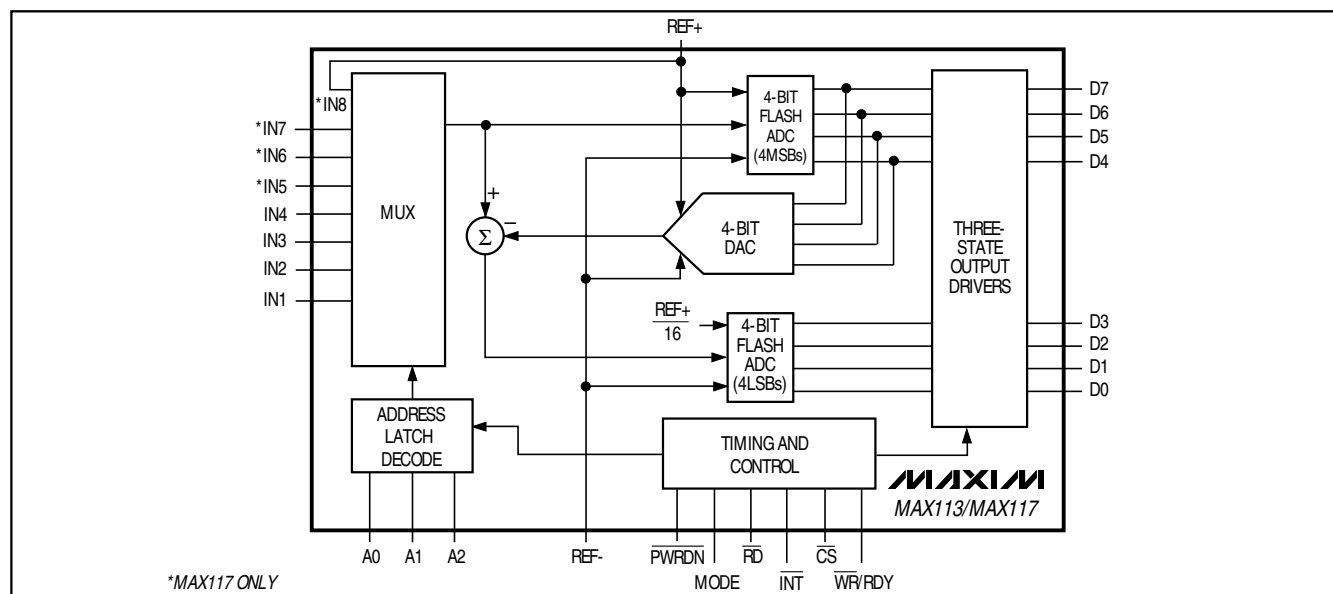 REF+
*IN8
*IN7
*IN6
*IN5
IN4
IN3
IN2
IN1
MUX
4-BIT
FLASH
ADC
(4MSBs)
D7
D6
D5
D4
+
−
Σ
4-BIT
DAC
THREE-
STATE
OUTPUT
DRIVERS
REF+
16
4-BIT
FLASH
ADC
(4LSBs)
D3
D2
D1
D0
ADDRESS
LATCH
DECODE
TIMING AND
CONTROL
MAXIM
MAX113/MAX117
A0 A1 A2 REF- PWRDN RD CS
MODE INT WR/RDY
*MAX117 ONLY